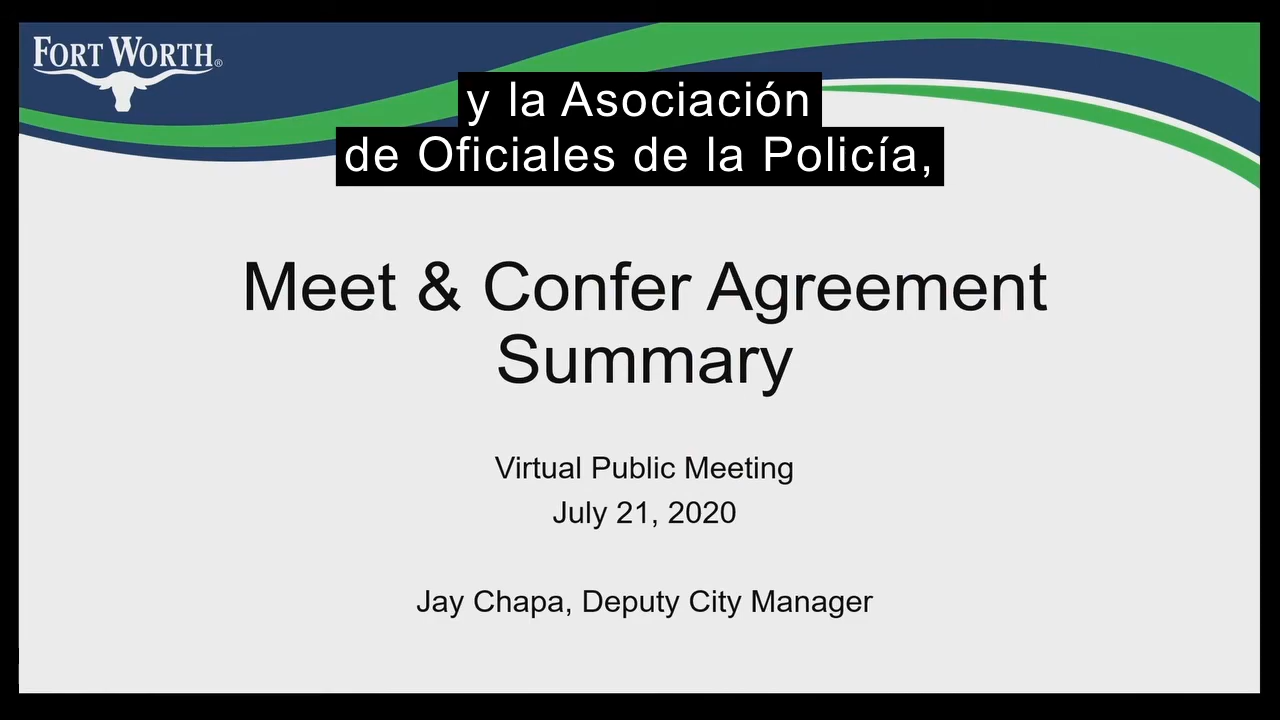 FORT WORTH®
y la Asociación
de Oficiales de la Policía,
Meet & Confer Agreement
Summary
Virtual Public Meeting
July 21, 2020
Jay Chapa, Deputy City Manager